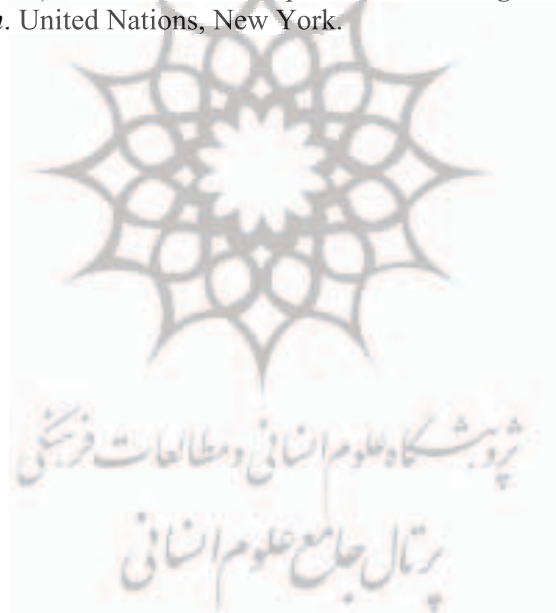 n. United Nations, New York.
پژوهشگاه علوم انسانی و مطالعات فرهنگی
پرتال جامع علوم انسانی